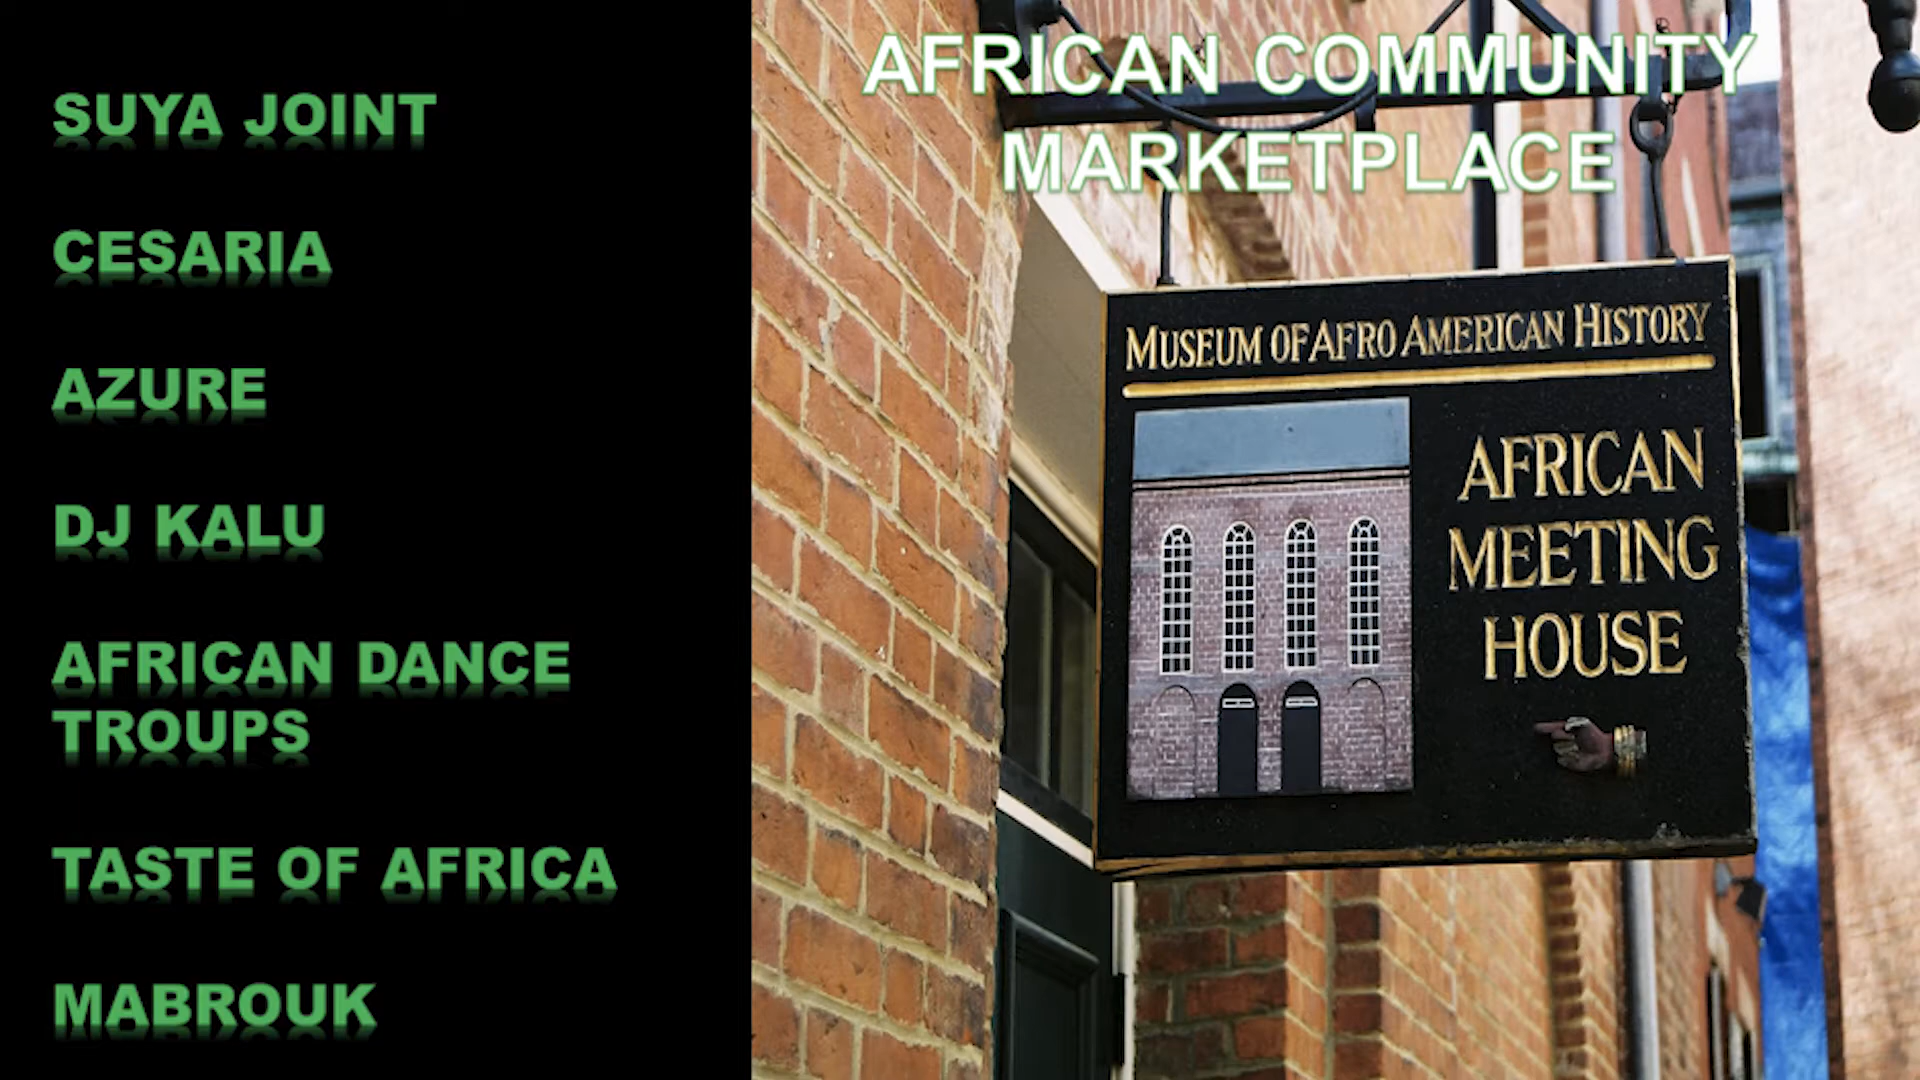 SUYA JOINT
CESARIA
AZURE
DJ KALU
AFRICAN DANCE
TROUPS
TASTE OF AFRICA
MABROUK
AFRICAN COMMUNITY
MARKETPLACE
MUSEUM OF AFRO AMERICAN HISTORY
AFRICAN
MEETING
HOUSE